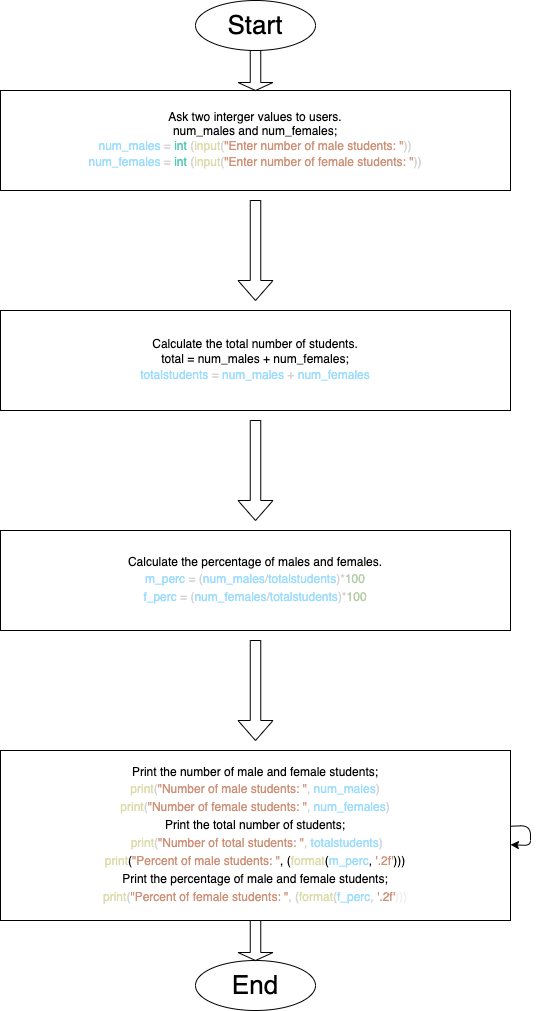 Start
Ask two interger values to users.
num_males and num_females;
num_males = int (input("Enter number of male students: "))
num_females = int (input("Enter number of female students: "))
Calculate the total number of students.
total = num_males + num_females;
totalstudents = num_males + num_females
Calculate the percentage of males and females.
m_perc = (num_males/totalstudents)*100
f_perc = (num_females/totalstudents)*100
Print the number of male and female students;
print("Number of male students: ", num_males)
print("Number of female students: ", num_females)
Print the total number of students;
print("Number of total students: ", totalstudents)
print("Percent of male students: ", (format(m_perc, '.2f')))
Print the percentage of male and female students;
print("Percent of female students: ", (format(f_perc, '.2f')))
End